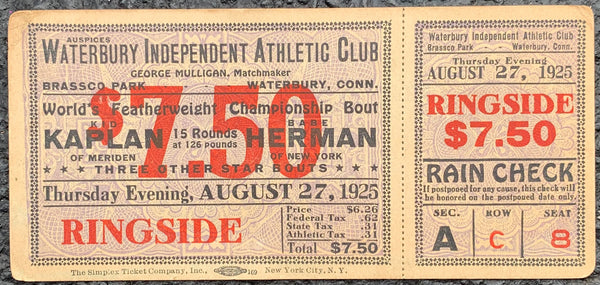 AUSPICES
WATERBURY INDEPENDENT ATHLETIC CLUB
GEORGE MULLIGAN, Matchmaker
BRASSCO PARK WATERBURY, CONN.
$7.50
World's Featherweight Championship Bout
KID KAPLAN 15 Rounds at 126 pounds BABE HERMAN
OF MERIDEN OF NEW YORK
THREE OTHER STAR BOUTS
Thursday Evening, AUGUST 27, 1925
RINGSIDE
Price $6.26
Federal Tax .62
State Tax .31
Athletic Tax .31
Total $7.50
The Simplex Ticket Company, Inc., 169 New York City, N. Y.
Waterbury Independent Athletic Club
Brassco Park Waterbury, Conn.
Thursday Evening
AUGUST 27, 1925
RINGSIDE
$7.50
RAIN CHECK
If postponed for any cause, this check will
be honored on the postponed date only
SEC. ROW SEAT
A C 8